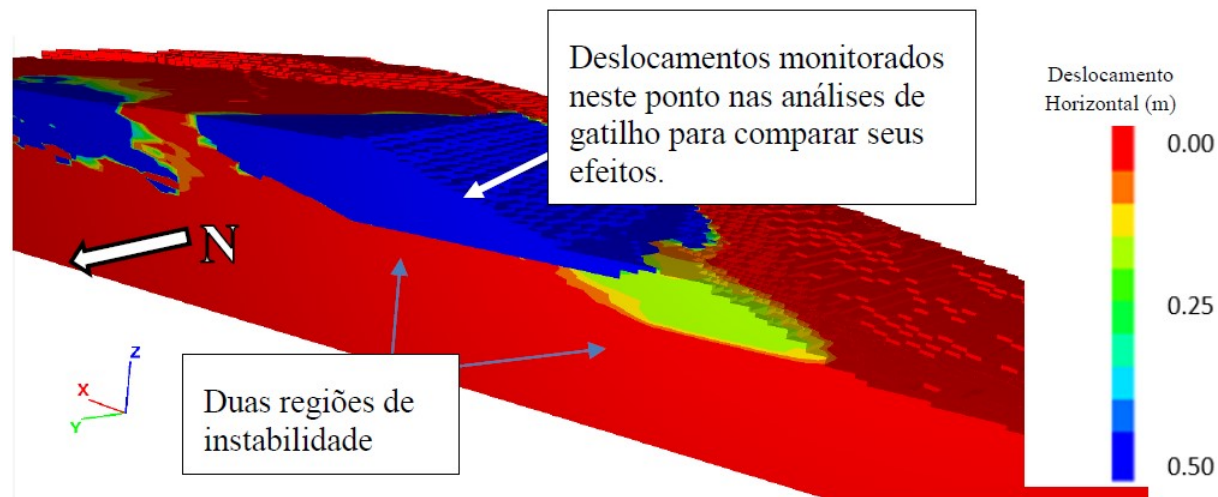 Deslocamentos monitorados
neste ponto nas análises de
gatilho para comparar seus
efeitos.
Deslocamento
Horizontal (m)
0.00
0.25
0.50
N
Z
X
Y
Duas regiões de
instabilidade